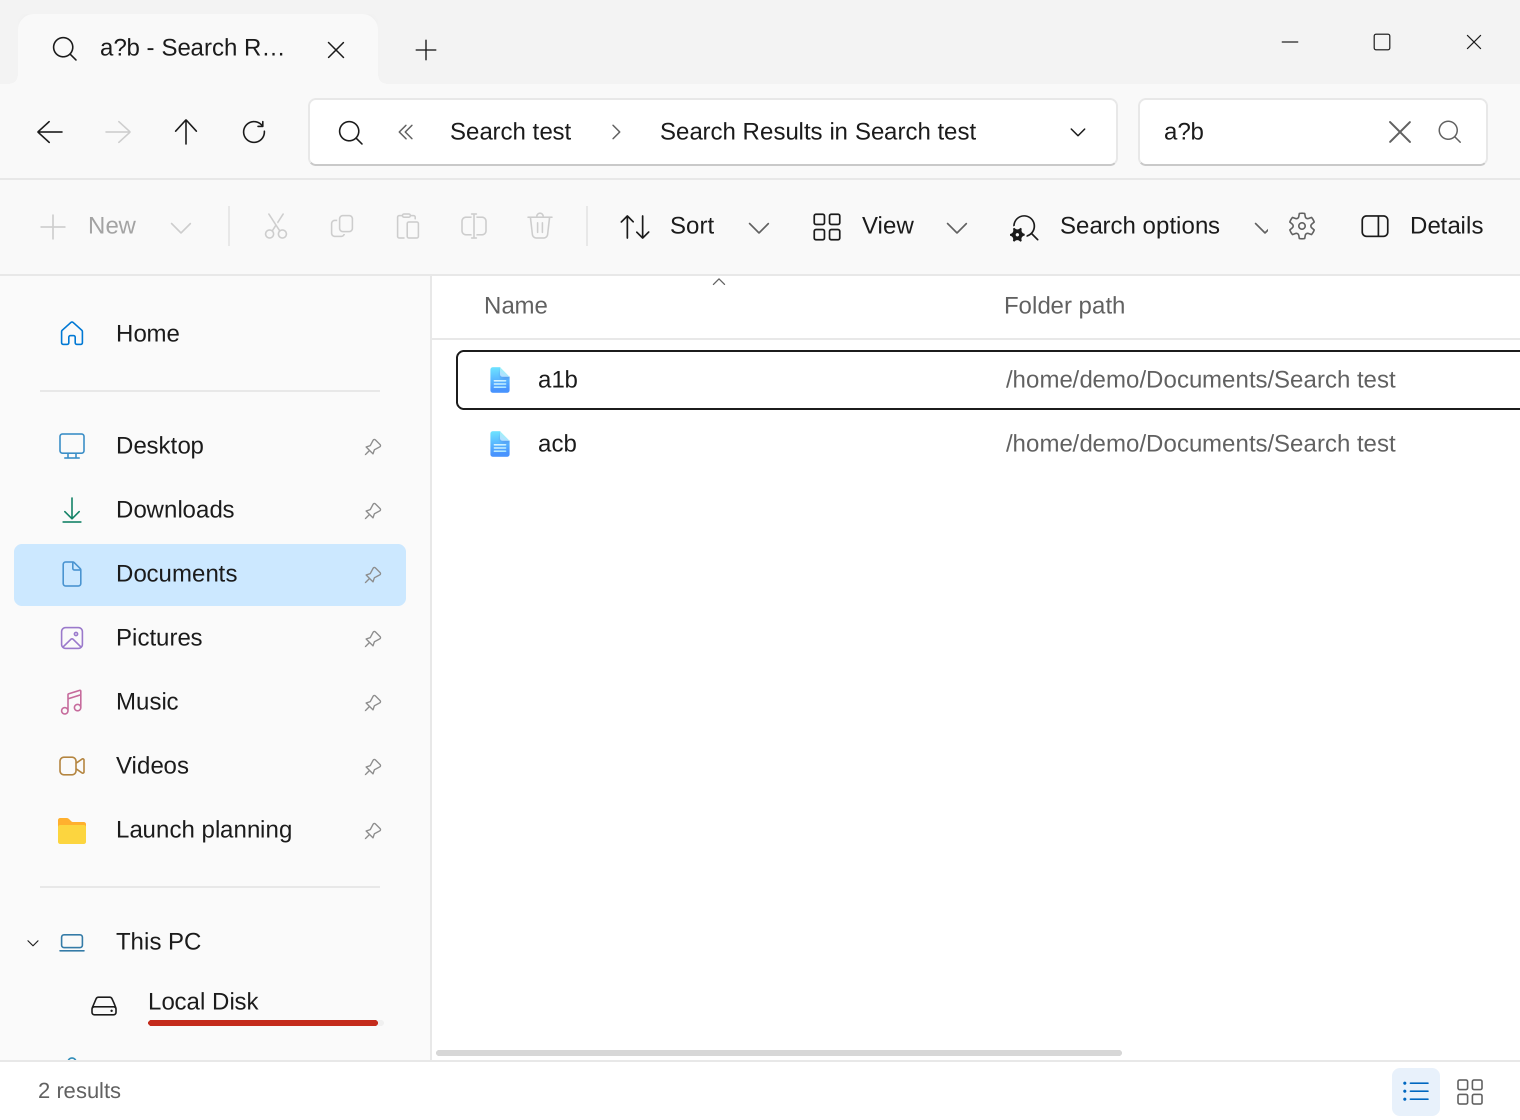 a?b - Search R…
Search test
Search Results in Search test
a?b
New
Sort
View
Search options
Details
Home
Desktop
Downloads
Documents
Pictures
Music
Videos
Launch planning
This PC
Local Disk
Name
Folder path
a1b
/home/demo/Documents/Search test
acb
/home/demo/Documents/Search test
2 results